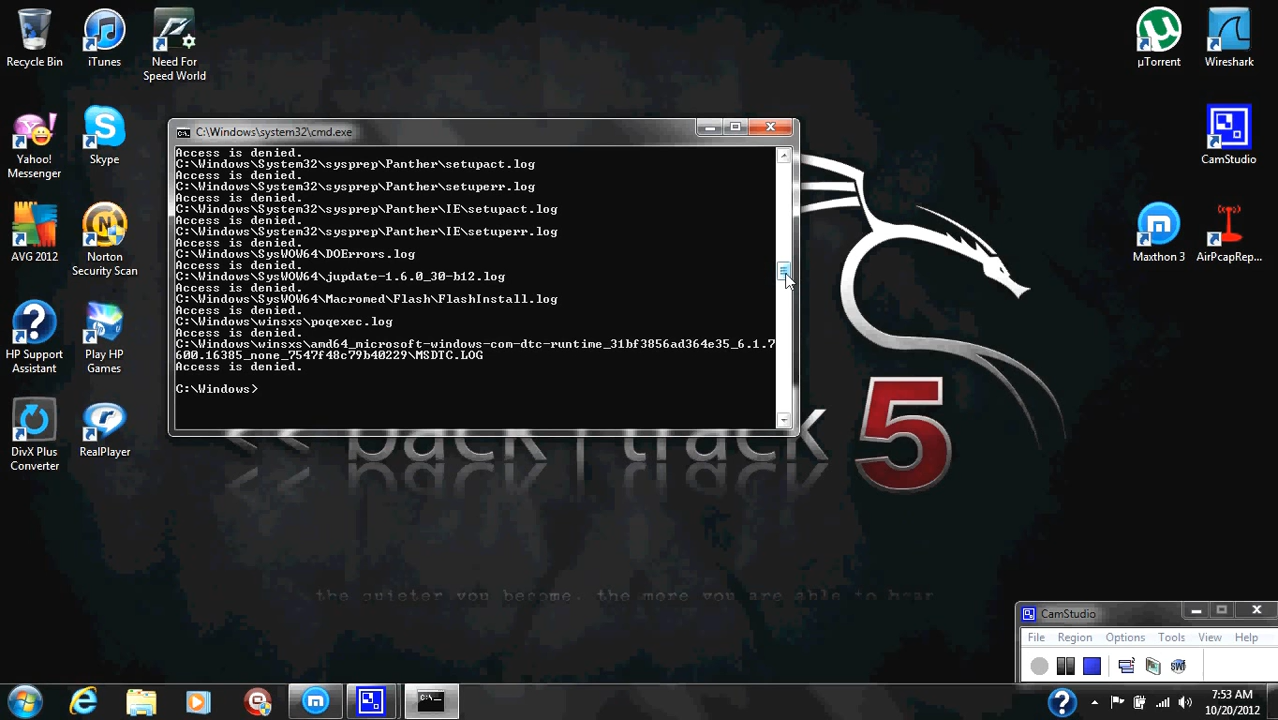 Recycle Bin
iTunes
Need For
Speed World
µTorrent
Wireshark
Yahoo!
Messenger
Skype
CamStudio
AVG 2012
Norton
Security Scan
Maxthon 3
AirPcapRep...
HP Support
Assistant
Play HP
Games
DivX Plus
Converter
RealPlayer
C:\Windows\system32\cmd.exe
Access is denied.
C:\Windows\System32\sysprep\Panther\setupact.log
Access is denied.
C:\Windows\System32\sysprep\Panther\setuperr.log
Access is denied.
C:\Windows\System32\sysprep\Panther\IE\setupact.log
Access is denied.
C:\Windows\System32\sysprep\Panther\IE\setuperr.log
Access is denied.
C:\Windows\SysWOW64\DOErrors.log
Access is denied.
C:\Windows\SysWOW64\jupdate-1.6.0_30-b12.log
Access is denied.
C:\Windows\SysWOW64\Macromed\Flash\FlashInstall.log
Access is denied.
C:\Windows\winsxs\poqexec.log
Access is denied.
C:\Windows\winsxs\amd64_microsoft-windows-com-dtc-runtime_31bf3856ad364e35_6.1.7
600.16385_none_7547f48c79b40229\MSDTC.LOG
Access is denied.
C:\Windows>
<< back | track 5
the quieter you become, the more you are able to hear
CamStudio
File Region Options Tools View Help
7:53 AM
10/20/2012